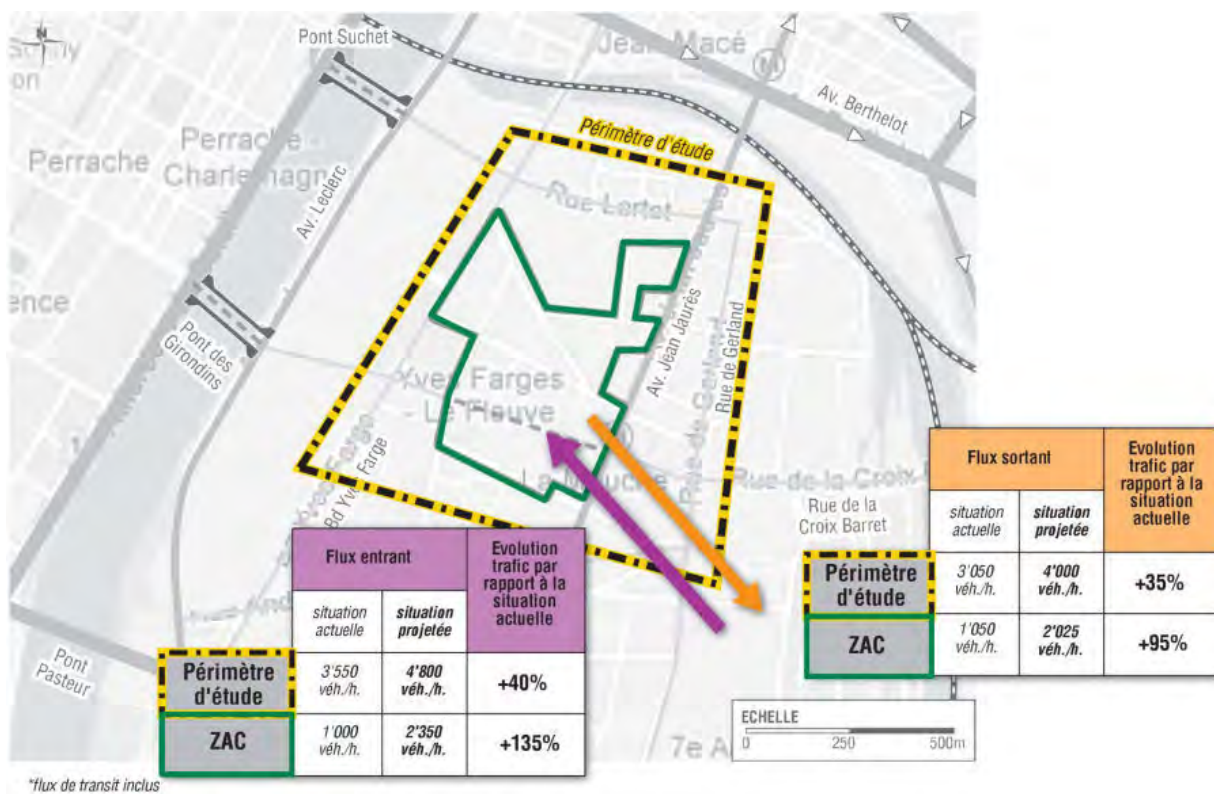 N
Pont Suchet
Jean Macé
M
Av. Berthelot
Perrache
Perrache -
Périmètre d'étude
Av. Leclerc
Rue Lortet
Pont des
Girondins
Av. Jean Jaurès
Rue de Gerland
Yves Farges
- Le Fleuve
Bd Yves Farge
Rue de la
Croix Barret
Pont
Pasteur
Flux entrant
Evolution
trafic par
rapport à la
situation
actuelle
situation
actuelle
situation
projetée
Périmètre
d'étude
3'550
véh./h.
4'800
véh./h.
+40%
ZAC
1'000
véh./h.
2'350
véh./h.
+135%
Flux sortant
Evolution
trafic par
rapport à la
situation
actuelle
situation
actuelle
situation
projetée
Périmètre
d'étude
3'050
véh./h.
4'000
véh./h.
+35%
ZAC
1'050
véh./h.
2'025
véh./h.
+95%
ECHELLE
0 250 500m
*flux de transit inclus